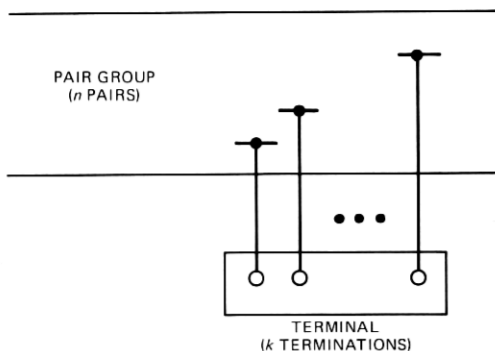 PAIR GROUP
(n PAIRS)
TERMINAL
(k TERMINATIONS)